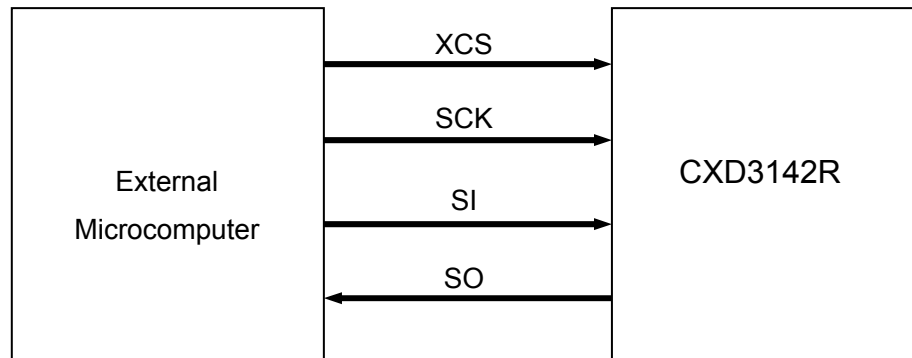 XCS
SCK
External
Microcomputer
CXD3142R
SI
SO